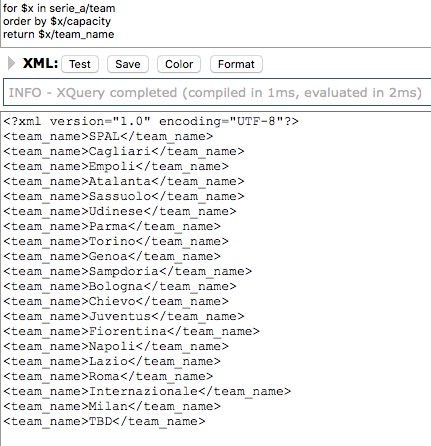 for $x in serie_a/team
order by $x/capacity
return $x/team_name
XML: Test Save Color Format
INFO - XQuery completed (compiled in 1ms, evaluated in 2ms)
<?xml version="1.0" encoding="UTF-8"?>
<team_name>SPAL</team_name>
<team_name>Cagliari</team_name>
<team_name>Empoli</team_name>
<team_name>Atalanta</team_name>
<team_name>Sassuolo</team_name>
<team_name>Udinese</team_name>
<team_name>Parma</team_name>
<team_name>Torino</team_name>
<team_name>Genoa</team_name>
<team_name>Sampdoria</team_name>
<team_name>Bologna</team_name>
<team_name>Chievo</team_name>
<team_name>Juventus</team_name>
<team_name>Fiorentina</team_name>
<team_name>Napoli</team_name>
<team_name>Lazio</team_name>
<team_name>Roma</team_name>
<team_name>Internazionale</team_name>
<team_name>Milan</team_name>
<team_name>TBD</team_name>